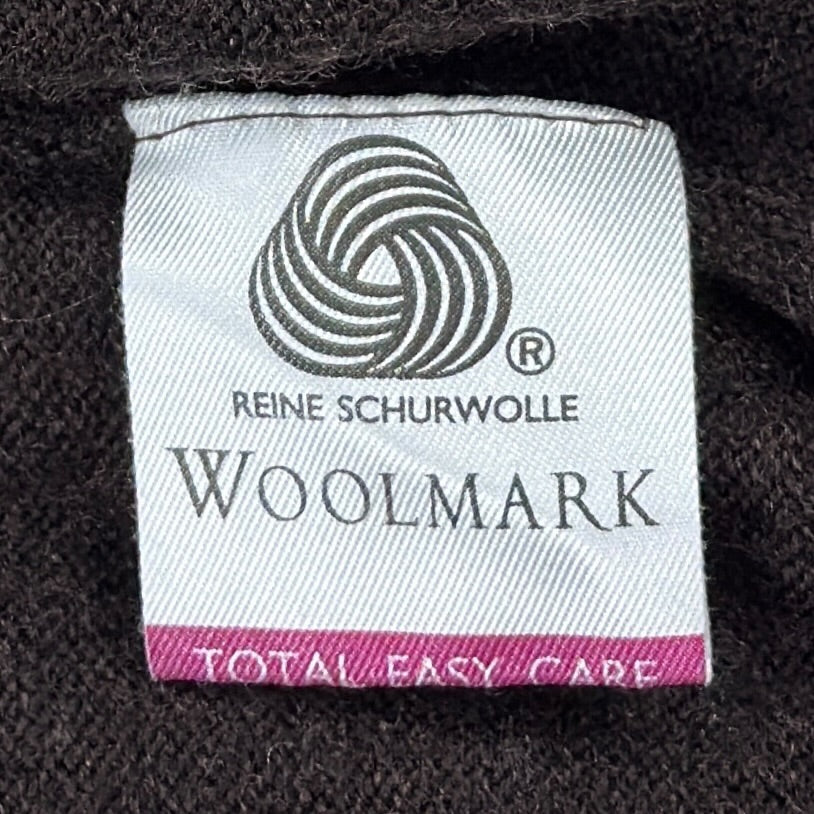 ®
REINE SCHURWOLLE
WOOLMARK
TOTAL EASY CARE